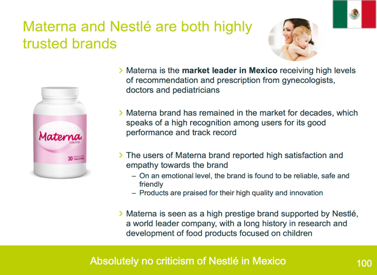 Materna and Nestlé are both highly
trusted brands
Materna is the market leader in Mexico receiving high levels
of recommendation and prescription from gynecologists,
doctors and pediatricians
Materna brand has remained in the market for decades, which
speaks of a high recognition among users for its good
performance and track record
The users of Materna brand reported high satisfaction and
empathy towards the brand
– On an emotional level, the brand is found to be reliable, safe and
friendly
– Products are praised for their high quality and innovation
Materna is seen as a high prestige brand supported by Nestlé,
a world leader company, with a long history in research and
development of food products focused on children
Materna
30
Absolutely no criticism of Nestlé in Mexico
100